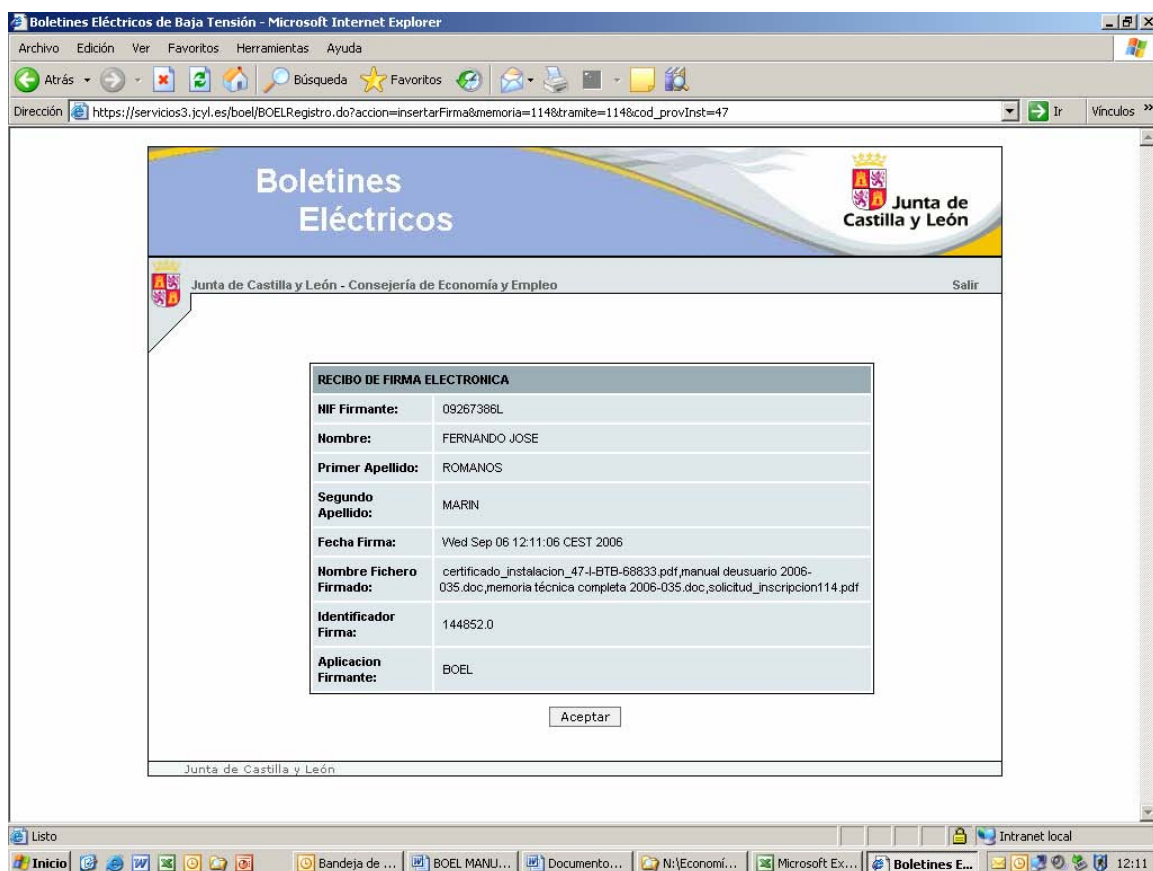 Boletines Eléctricos de Baja Tensión - Microsoft Internet Explorer
Archivo Edición Ver Favoritos Herramientas Ayuda
Atrás Búsqueda Favoritos
Dirección https://servicios3.jcyl.es/boel/BOELRegistro.do?accion=insertarFirma&memoria=114&tramite=114&cod_provInst=47 Ir Vínculos »
Boletines
Eléctricos
Junta de
Castilla y León
Junta de Castilla y León - Consejería de Economía y Empleo Salir
RECIBO DE FIRMA ELECTRONICA
NIF Firmante: 09267386L
Nombre: FERNANDO JOSE
Primer Apellido: ROMANOS
Segundo
Apellido: MARIN
Fecha Firma: Wed Sep 06 12:11:06 CEST 2006
Nombre Fichero certificado_instalacion_47-I-BTB-68833.pdf,manual deusuario 2006-
Firmado: 035.doc,memoria técnica completa 2006-035.doc,solicitud_inscripcion114.pdf
Identificador
Firma: 144852.0
Aplicacion
Firmante: BOEL
Aceptar
Junta de Castilla y León
Listo Intranet local
Inicio Bandeja de ... BOEL MANU... Documento... N:\Economí... Microsoft Ex... Boletines E... 12:11